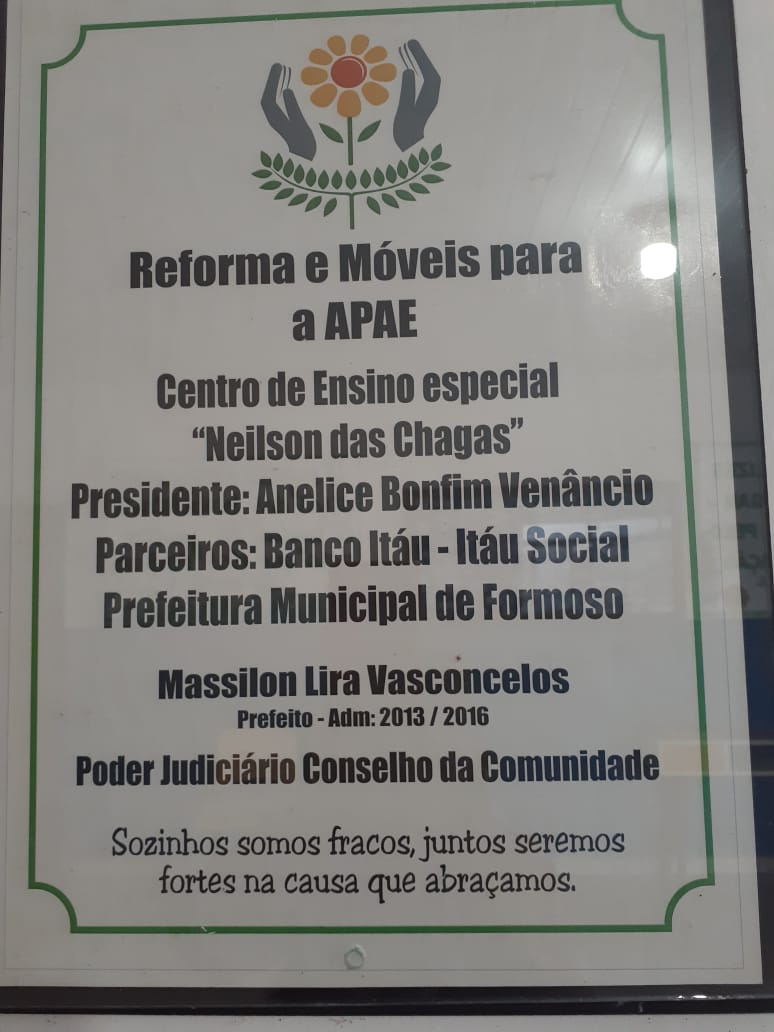 Reforma e Móveis para
a APAE
Centro de Ensino especial
“Neilson das Chagas”
Presidente: Anelice Bonfim Venâncio
Parceiros: Banco Itáu - Itáu Social
Prefeitura Municipal de Formoso
Massilon Lira Vasconcelos
Prefeito - Adm: 2013 / 2016
Poder Judiciário Conselho da Comunidade
Sozinhos somos fracos, juntos seremos
fortes na causa que abraçamos.